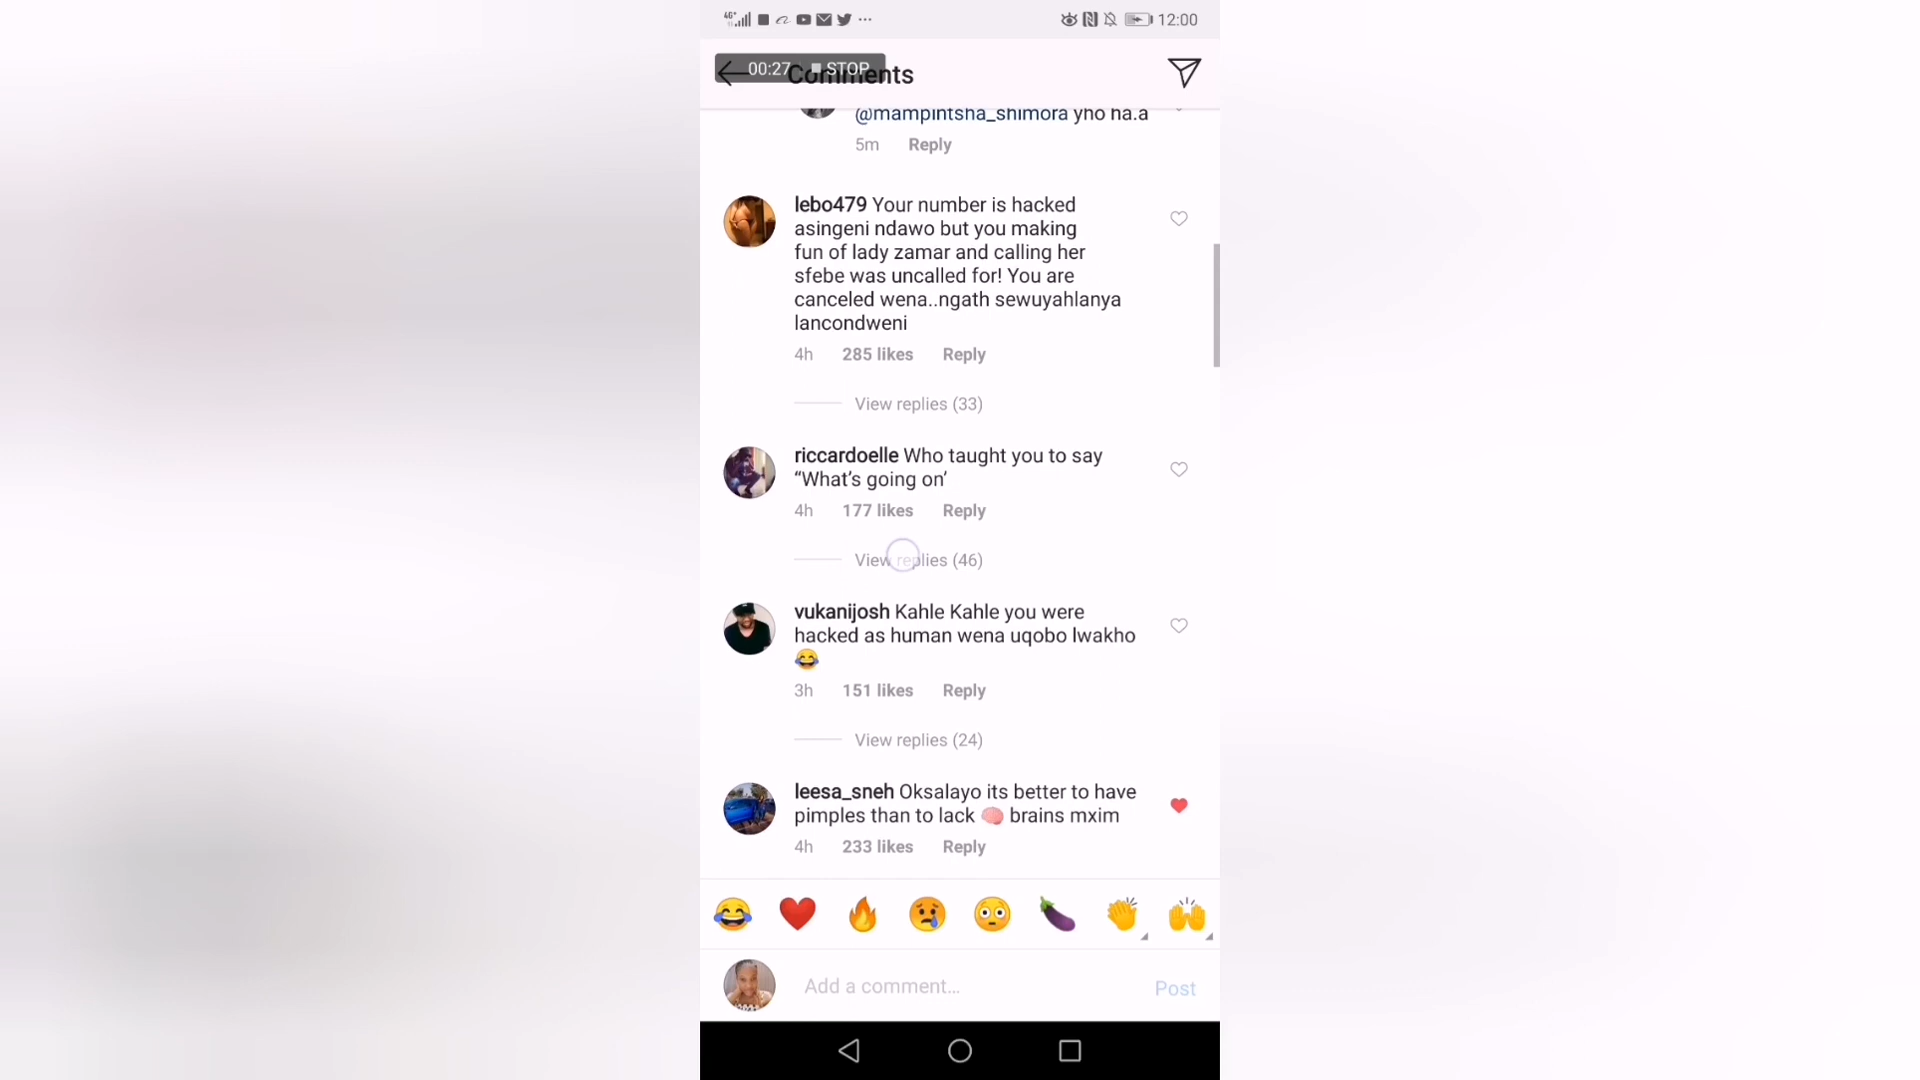 4G+ 12:00
00:27 STOP
Comments
@mampintsha_shimora yho ha.a
5m Reply
lebo479 Your number is hacked
asingeni ndawo but you making
fun of lady zamar and calling her
sfebe was uncalled for! You are
canceled wena..ngath sewuyahlanya
lancondweni
4h 285 likes Reply
View replies (33)
riccardoelle Who taught you to say
“What’s going on’
4h 177 likes Reply
View replies (46)
vukanijosh Kahle Kahle you were
hacked as human wena uqobo lwakho
😂
3h 151 likes Reply
View replies (24)
leesa_sneh Oksalayo its better to have
pimples than to lack 🧠 brains mxim
4h 233 likes Reply
Add a comment... Post